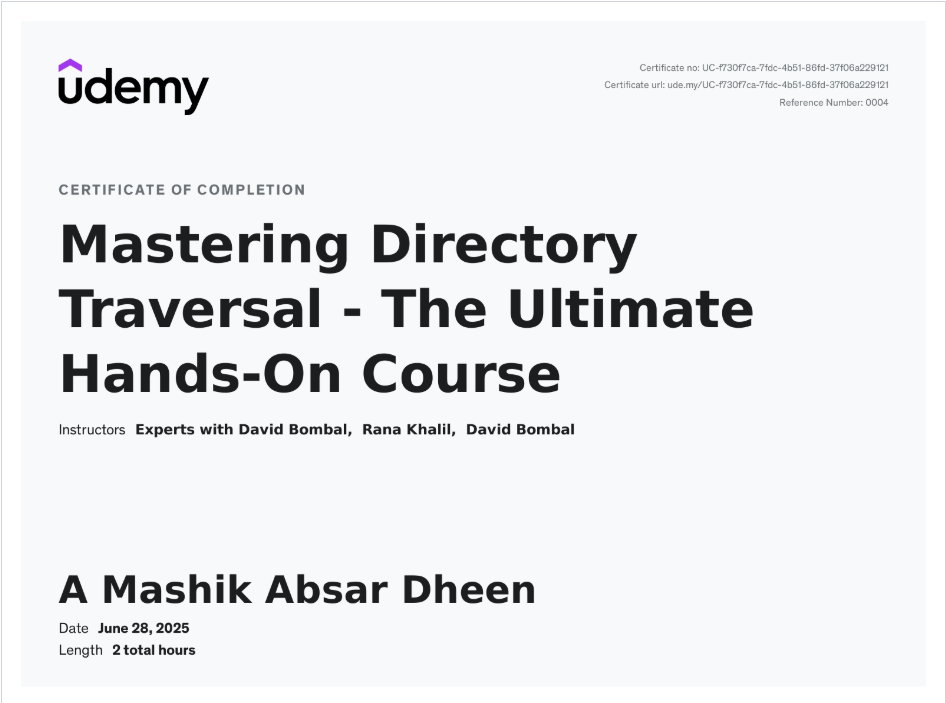 udemy
Certificate no: UC-f730f7ca-7fdc-4b51-86fd-37f06a229121
Certificate url: ude.my/UC-f730f7ca-7fdc-4b51-86fd-37f06a229121
Reference Number: 0004
CERTIFICATE OF COMPLETION
Mastering Directory
Traversal - The Ultimate
Hands-On Course
Instructors Experts with David Bombal, Rana Khalil, David Bombal
A Mashik Absar Dheen
Date June 28, 2025
Length 2 total hours